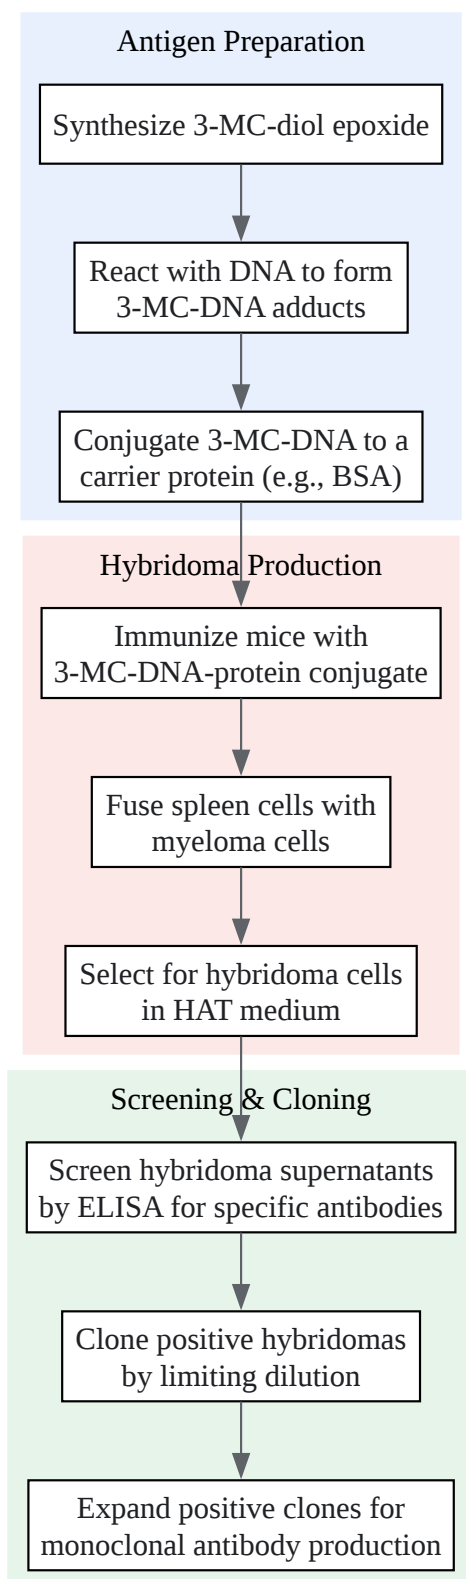 Antigen Preparation
Synthesize 3-MC-diol epoxide
React with DNA to form
3-MC-DNA adducts
Conjugate 3-MC-DNA to a
carrier protein (e.g., BSA)
Hybridoma Production
Immunize mice with
3-MC-DNA-protein conjugate
Fuse spleen cells with
myeloma cells
Select for hybridoma cells
in HAT medium
Screening & Cloning
Screen hybridoma supernatants
by ELISA for specific antibodies
Clone positive hybridomas
by limiting dilution
Expand positive clones for
monoclonal antibody production